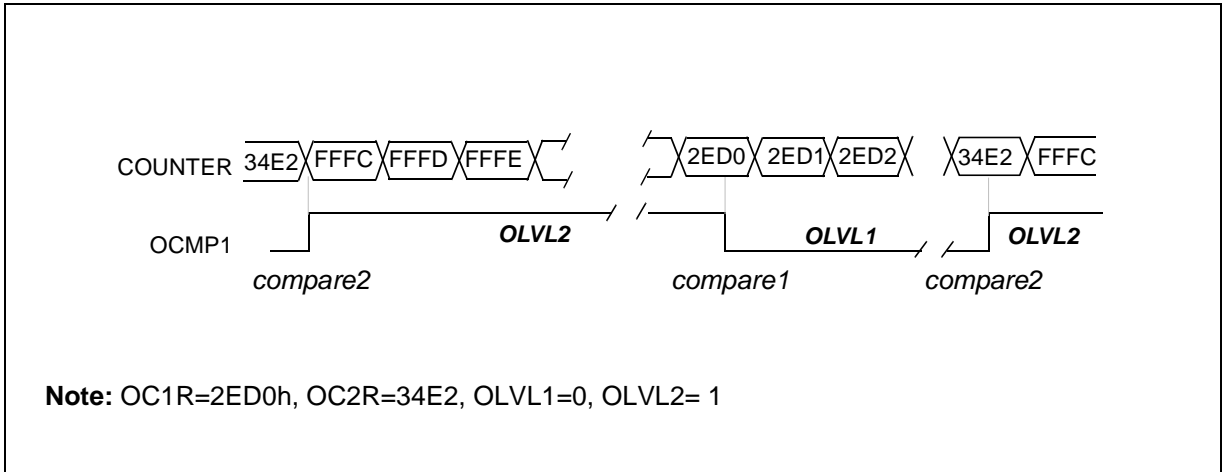 COUNTER 34E2 FFFC FFFD FFFE 2ED0 2ED1 2ED2 34E2 FFFC
OCMP1 OLVL2 OLVL1 OLVL2
compare2 compare1 compare2
Note: OC1R=2ED0h, OC2R=34E2, OLVL1=0, OLVL2= 1